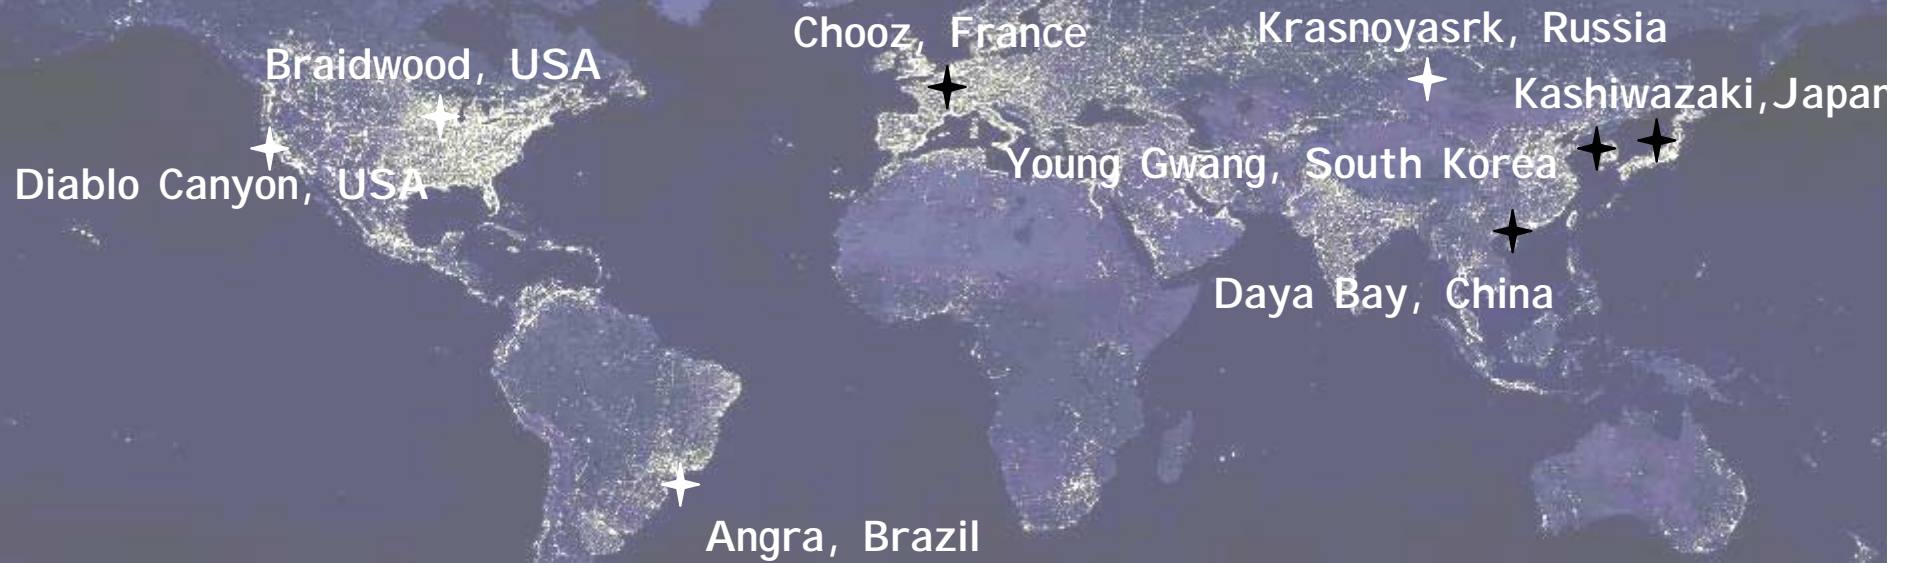 Chooz, France
Krasnoyasrk, Russia
Braidwood, USA
Kashiwazaki,Japan
Young Gwang, South Korea
Diablo Canyon, USA
Daya Bay, China
Angra, Brazil